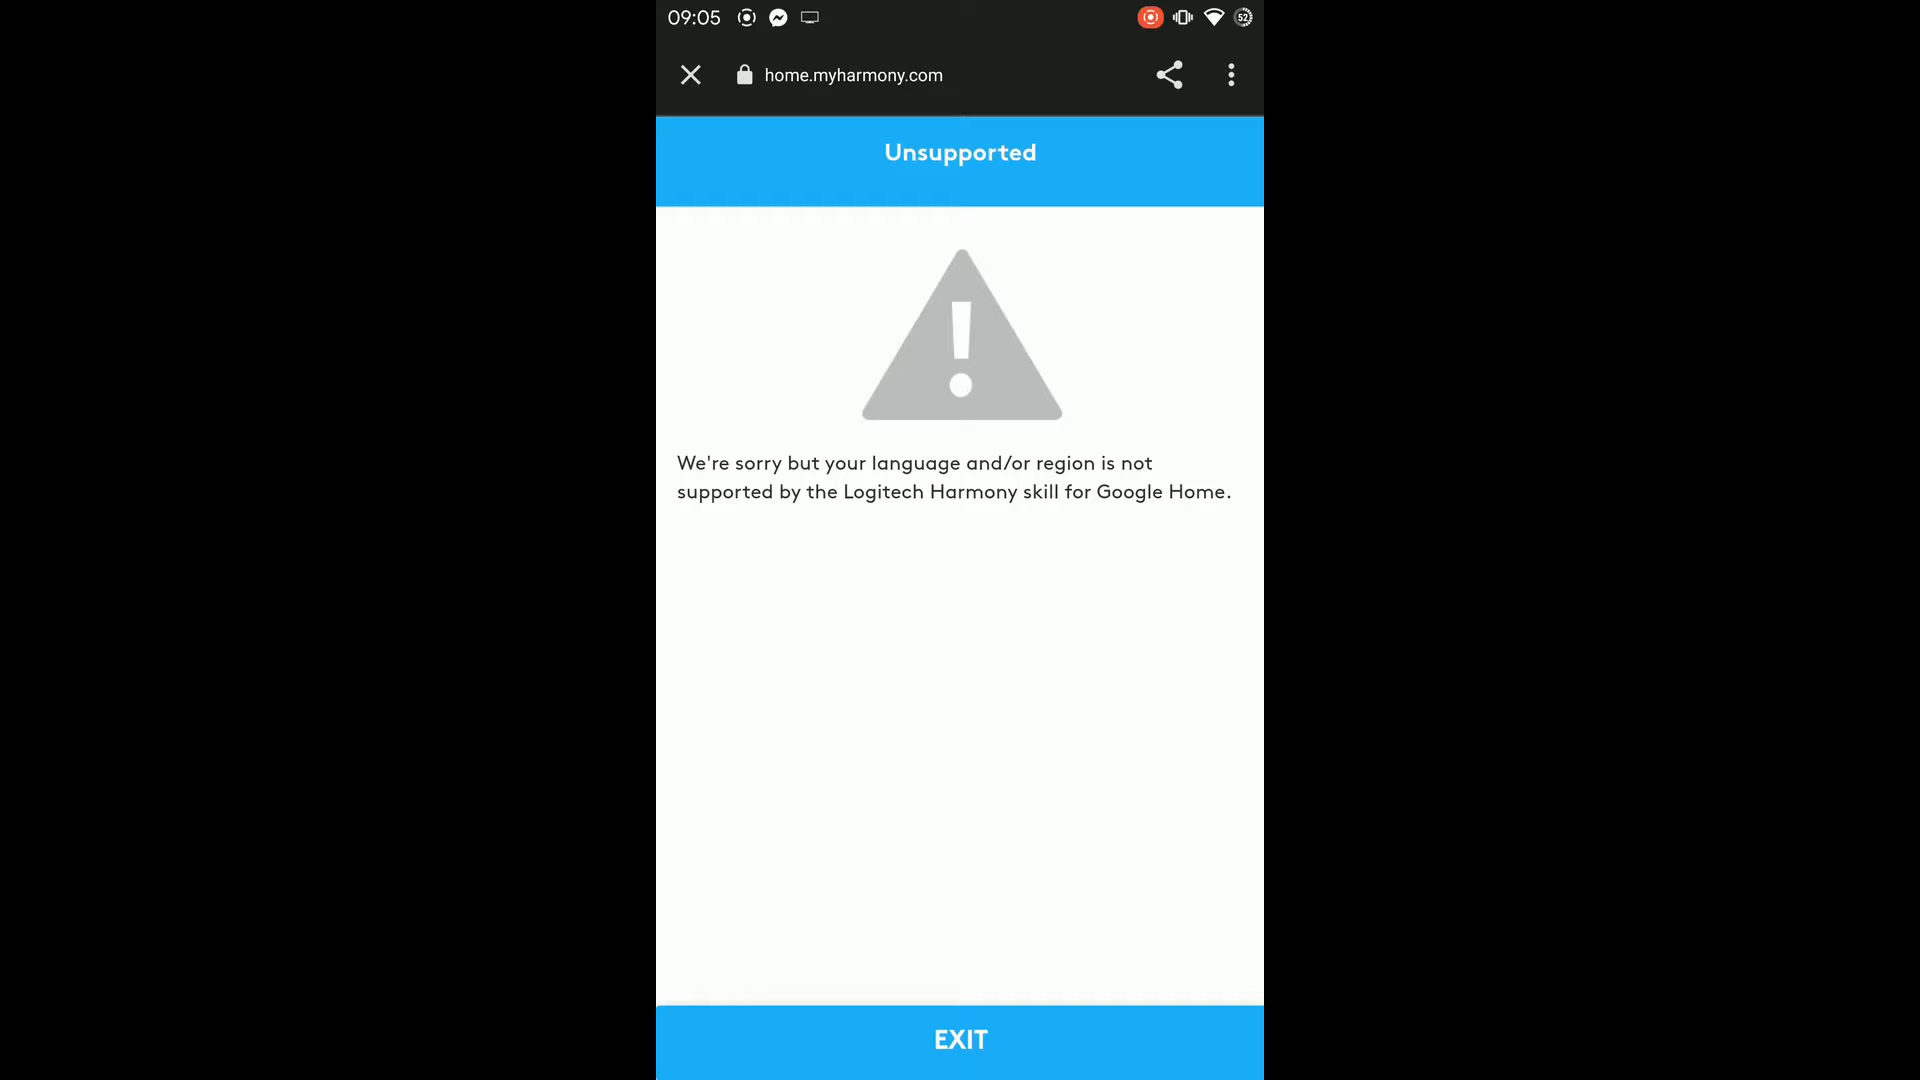 09:05
52
home.myharmony.com
Unsupported
We're sorry but your language and/or region is not
supported by the Logitech Harmony skill for Google Home.
EXIT